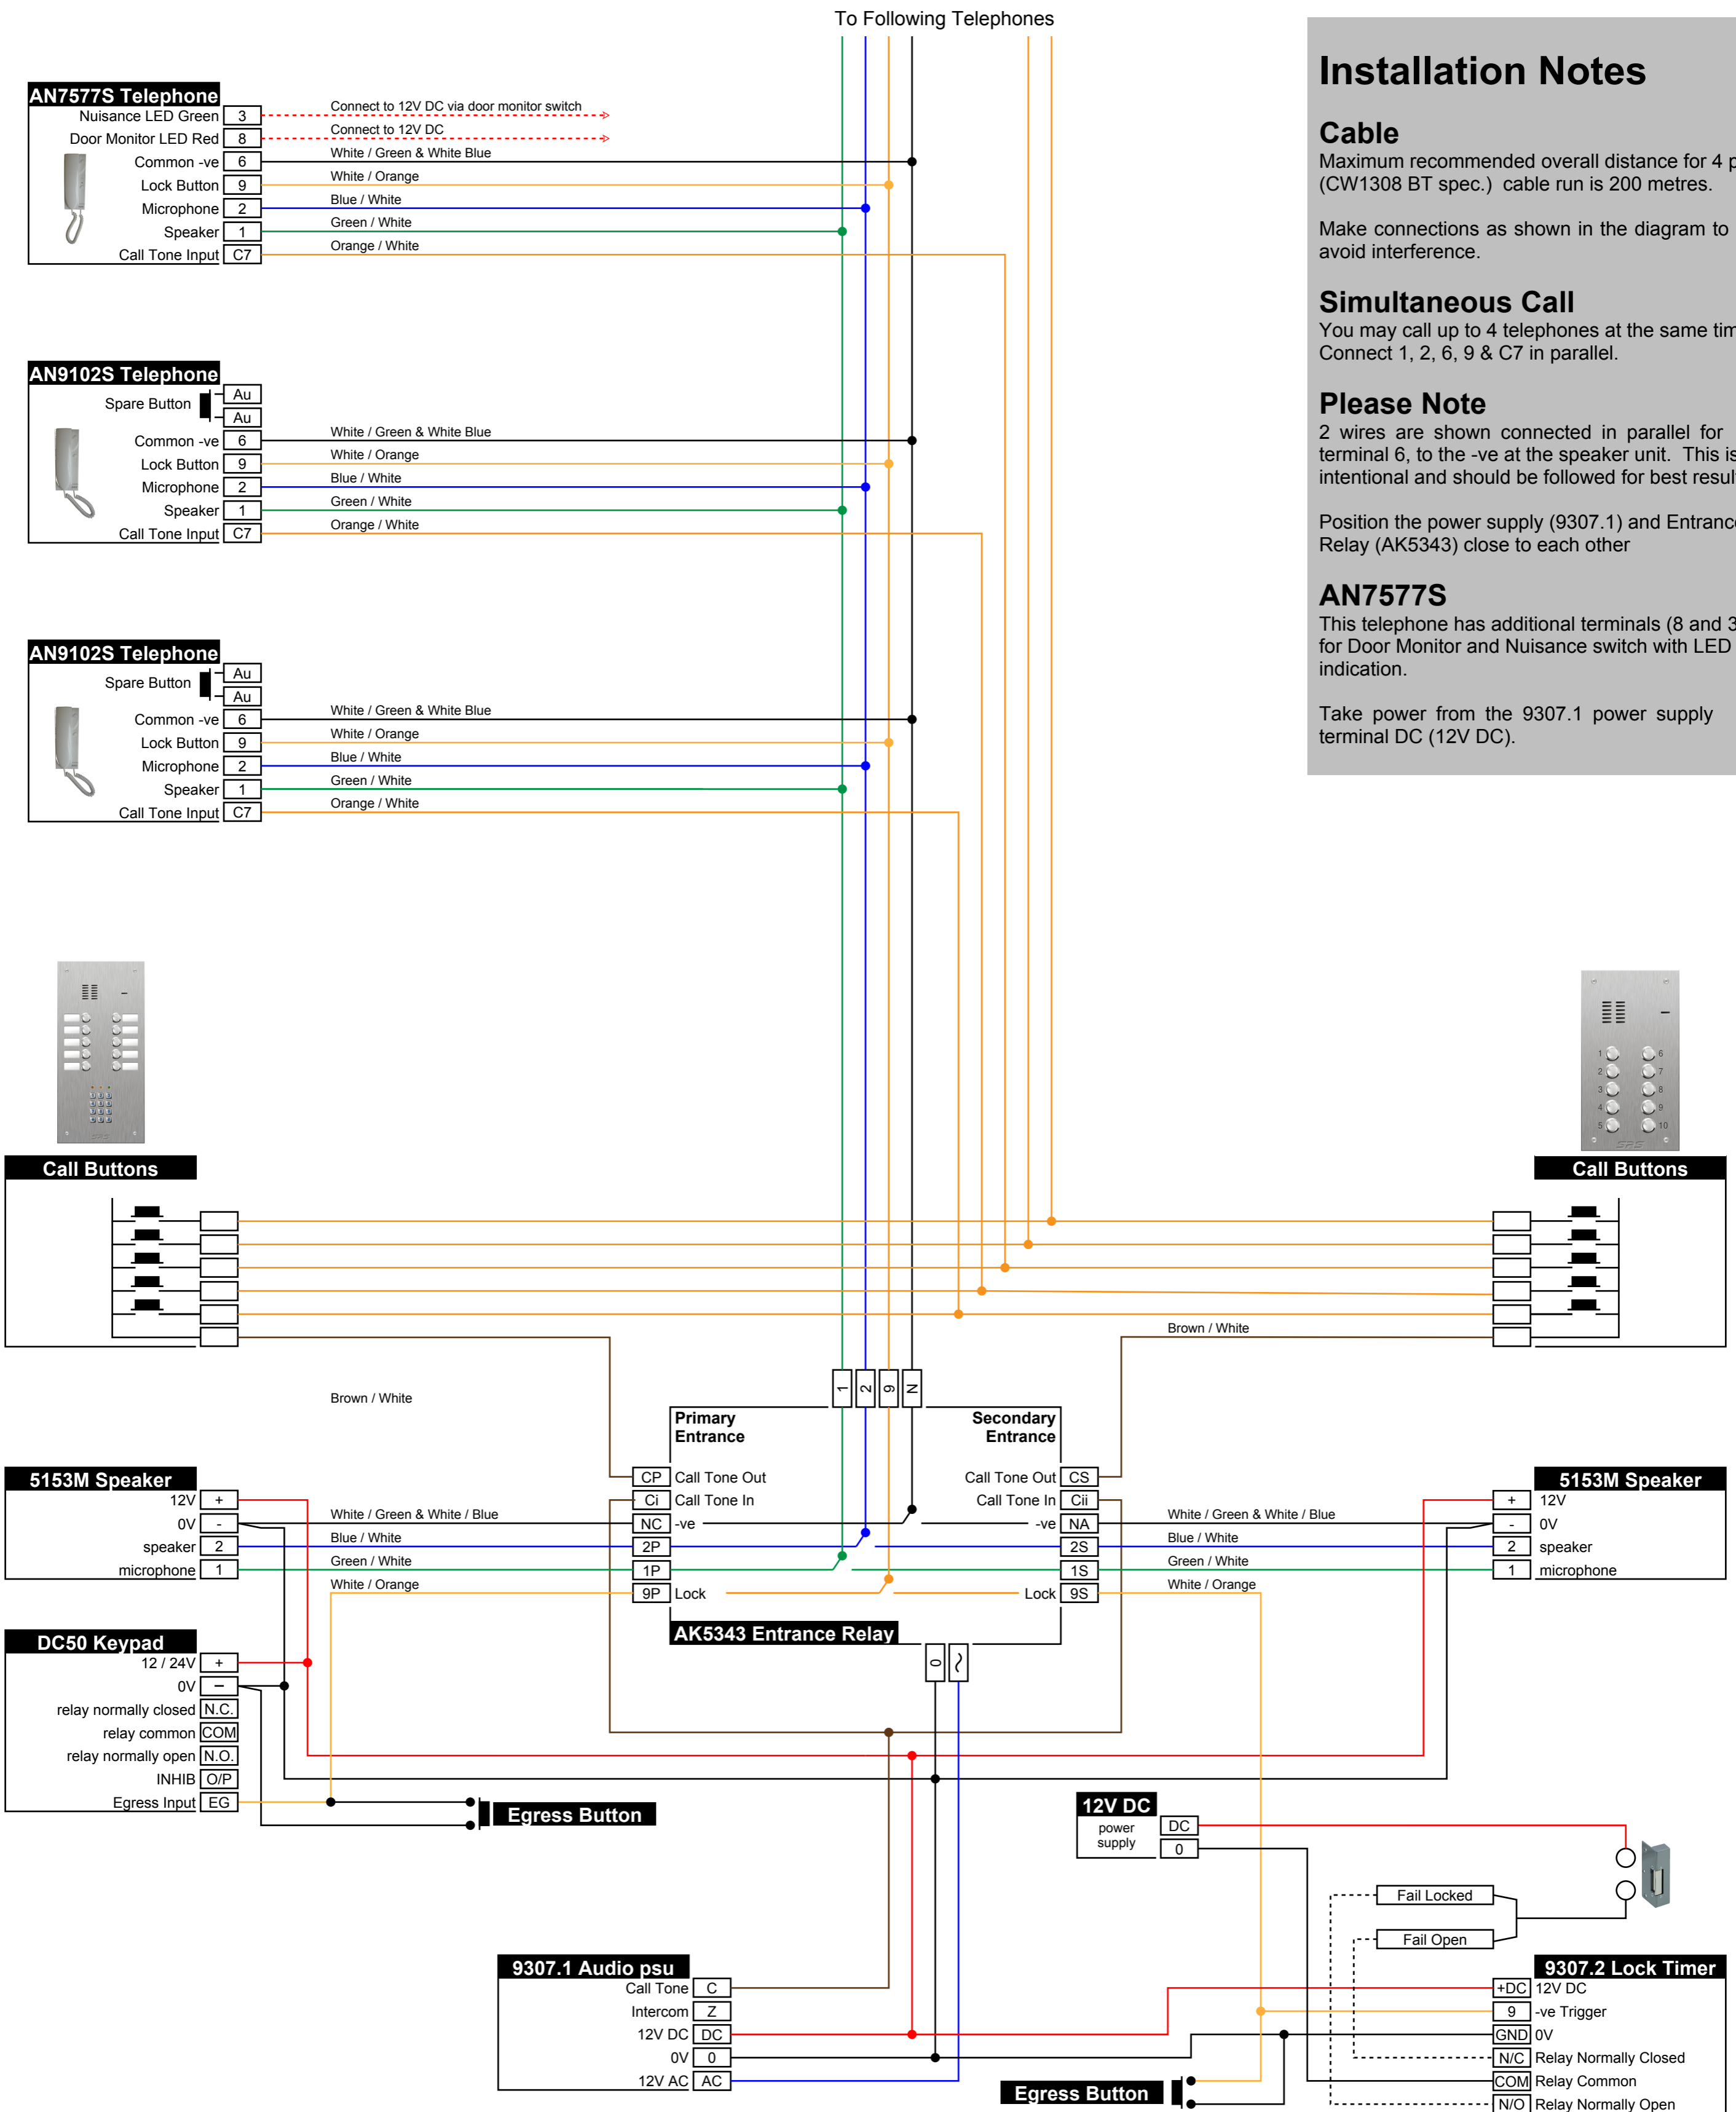 To Following Telephones
Installation Notes
Cable
Maximum recommended overall distance for 4 p
(CW1308 BT spec.) cable run is 200 metres.
Make connections as shown in the diagram to
avoid interference.
Simultaneous Call
You may call up to 4 telephones at the same tim
Connect 1, 2, 6, 9 & C7 in parallel.
Please Note
2 wires are shown connected in parallel for
terminal 6, to the -ve at the speaker unit. This is
intentional and should be followed for best resul
Position the power supply (9307.1) and Entrance
Relay (AK5343) close to each other
AN7577S
This telephone has additional terminals (8 and 3
for Door Monitor and Nuisance switch with LED
indication.
Take power from the 9307.1 power supply
terminal DC (12V DC).
AN7577S Telephone
Nuisance LED Green 3 Connect to 12V DC via door monitor switch
Door Monitor LED Red 8 Connect to 12V DC
Common -ve 6 White / Green & White Blue
Lock Button 9 White / Orange
Microphone 2 Blue / White
Speaker 1 Green / White
Call Tone Input C7 Orange / White
AN9102S Telephone
Spare Button Au
Au
Common -ve 6 White / Green & White Blue
Lock Button 9 White / Orange
Microphone 2 Blue / White
Speaker 1 Green / White
Call Tone Input C7 Orange / White
AN9102S Telephone
Spare Button Au
Au
Common -ve 6 White / Green & White Blue
Lock Button 9 White / Orange
Microphone 2 Blue / White
Speaker 1 Green / White
Call Tone Input C7 Orange / White
1 6
2 7
3 8
4 9
5 10
SRS
Call Buttons
Call Buttons
Brown / White
Brown / White
1 2 9 N
Primary
Entrance
Secondary
Entrance
CP Call Tone Out
Ci Call Tone In
NC -ve
2P
1P
9P Lock
Call Tone Out CS
Call Tone In Cii
-ve NA
2S
1S
Lock 9S
AK5343 Entrance Relay
0 ~
5153M Speaker
12V +
0V - White / Green & White / Blue
speaker 2 Blue / White
microphone 1 Green / White
White / Orange
White / Green & White / Blue
Blue / White
Green / White
White / Orange
5153M Speaker
+ 12V
- 0V
2 speaker
1 microphone
DC50 Keypad
12 / 24V +
0V –
relay normally closed N.C.
relay common COM
relay normally open N.O.
INHIB O/P
Egress Input EG
Egress Button
12V DC
power
supply
DC
0
Fail Locked
Fail Open
9307.1 Audio psu
Call Tone C
Intercom Z
12V DC DC
0V 0
12V AC AC
Egress Button
9307.2 Lock Timer
+DC 12V DC
9 -ve Trigger
GND 0V
N/C Relay Normally Closed
COM Relay Common
N/O Relay Normally Open